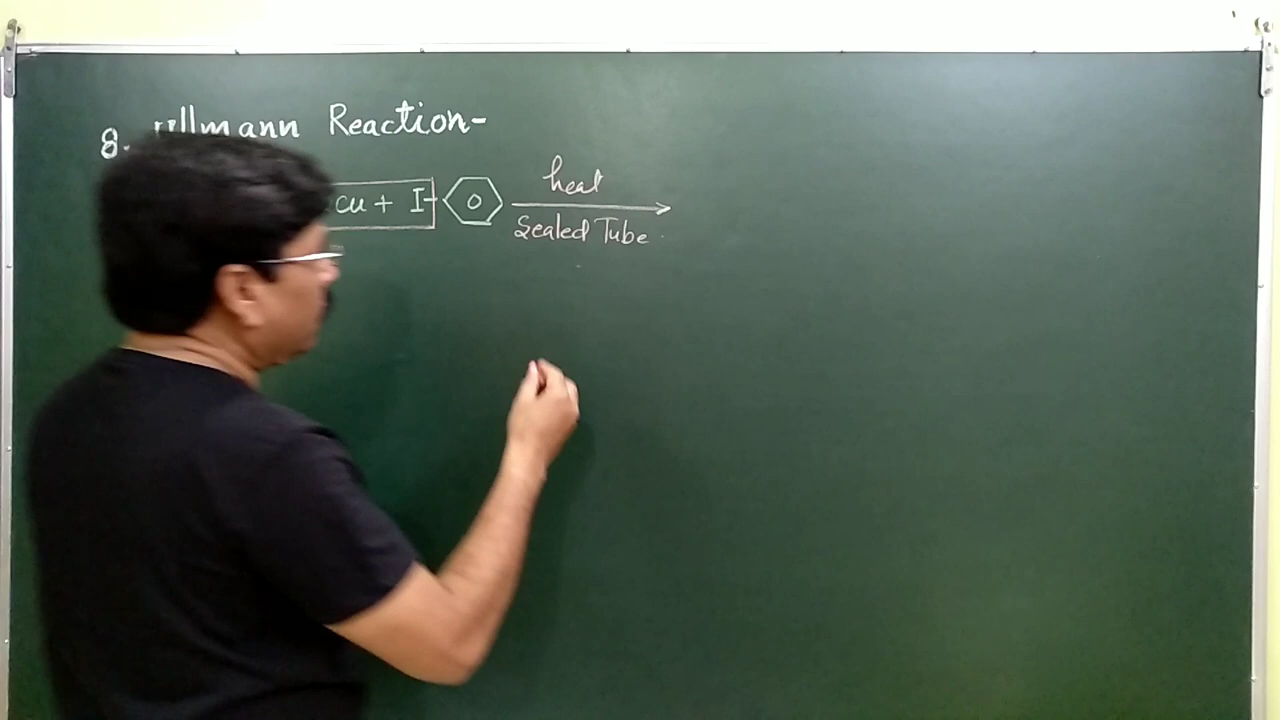 8. Ullmann Reaction-
heat
cu + I- O
Sealed Tube